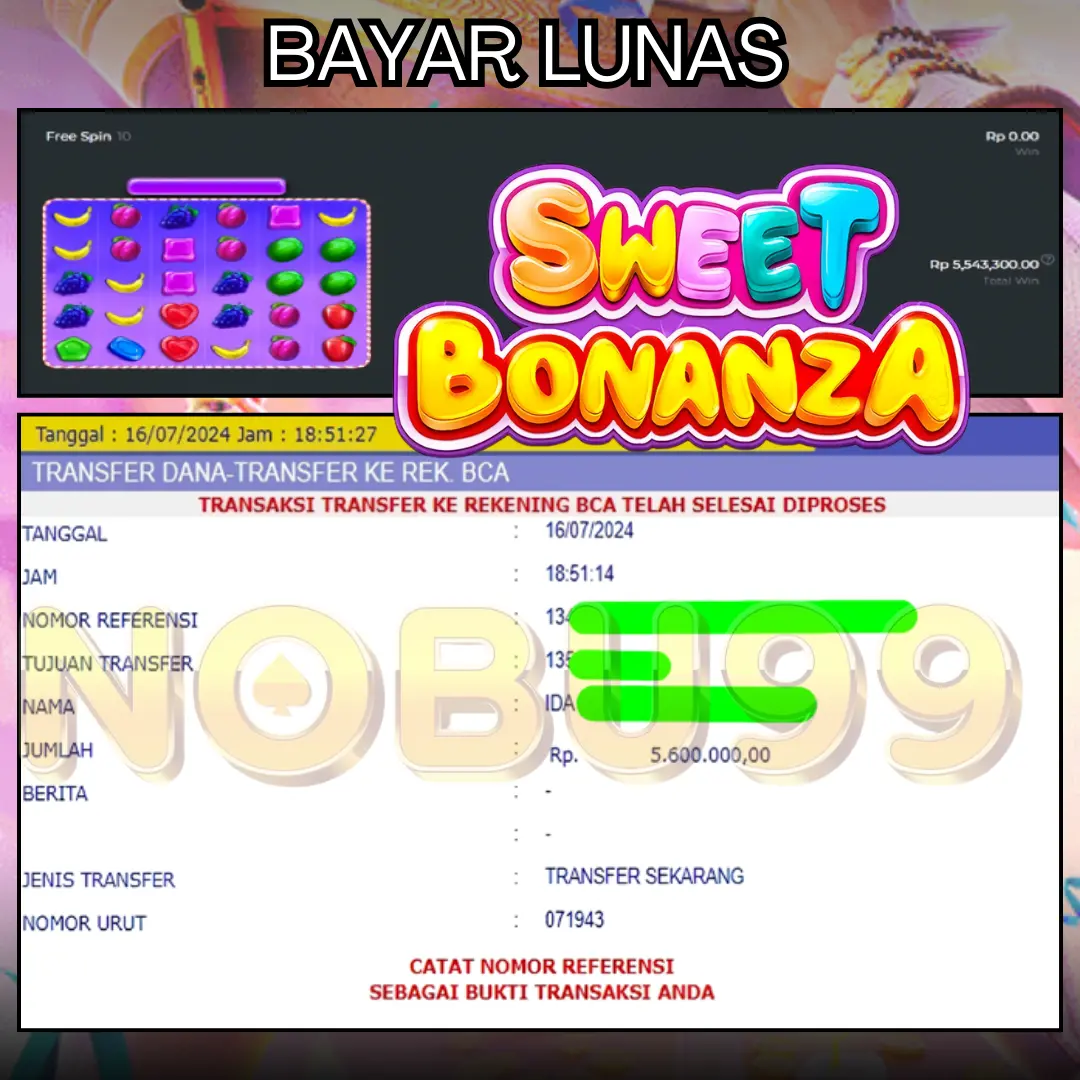 BAYAR LUNAS
Free Spin 10
Rp 0.00
Win
SWEET
BONANZA
Rp 5,543,300.00
Total Win
Tanggal : 16/07/2024 Jam : 18:51:27
TRANSFER DANA-TRANSFER KE REK. BCA
TRANSAKSI TRANSFER KE REKENING BCA TELAH SELESAI DIPROSES
TANGGAL : 16/07/2024
JAM : 18:51:14
NOMOR REFERENSI : 134
TUJUAN TRANSFER : 135
NOBU99
NAMA : IDA
JUMLAH : Rp. 5.600.000,00
BERITA : -
: -
JENIS TRANSFER : TRANSFER SEKARANG
NOMOR URUT : 071943
CATAT NOMOR REFERENSI
SEBAGAI BUKTI TRANSAKSI ANDA